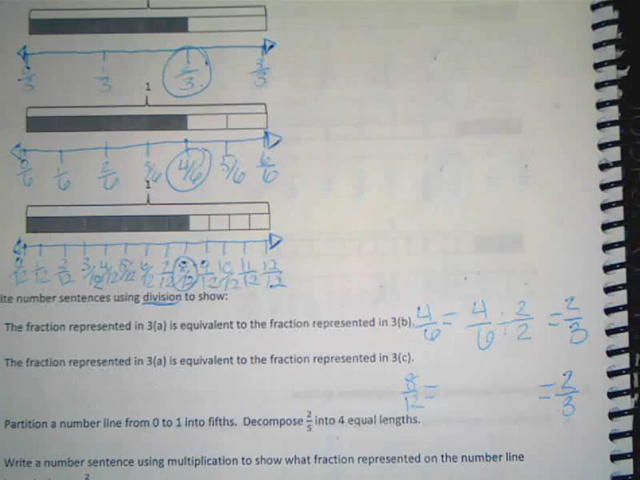 0/3 1/3 2/3 3/3
1
0/6 1/6 2/6 3/6 4/6 5/6 6/6
1
0/12 1/12 2/12 3/12 4/12 5/12 6/12 7/12 8/12 9/12 10/12 11/12 12/12
ite number sentences using division to show:
The fraction represented in 3(a) is equivalent to the fraction represented in 3(b). 4/6 = 4/6 ÷ 2/2 = 2/3
The fraction represented in 3(a) is equivalent to the fraction represented in 3(c).
8/12 = = 2/3
Partition a number line from 0 to 1 into fifths. Decompose 2/5 into 4 equal lengths.
Write a number sentence using multiplication to show what fraction represented on the number line
2